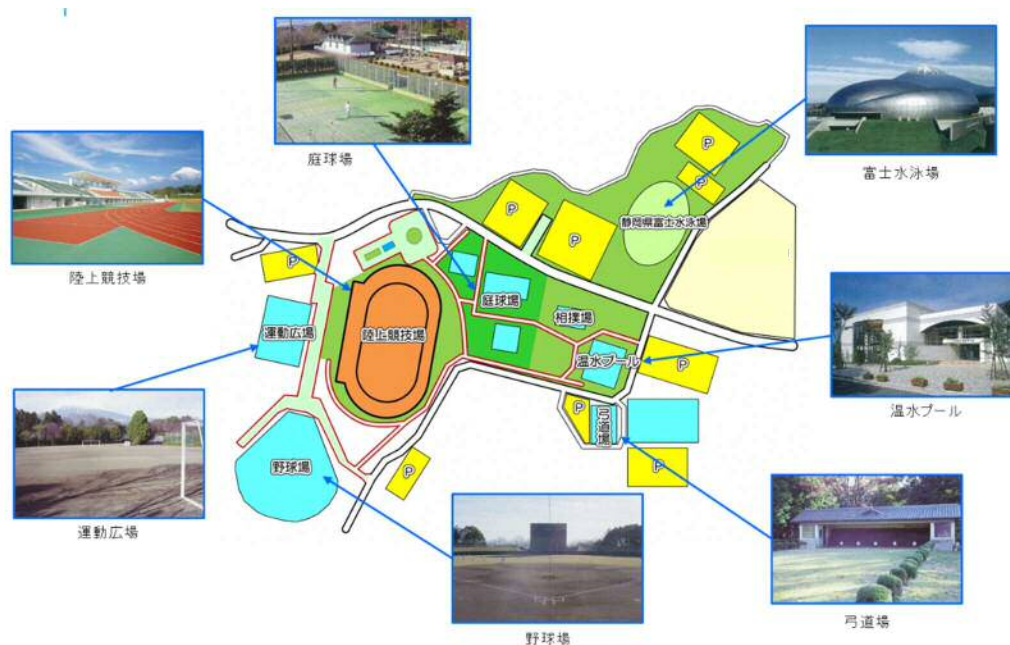 庭球場
富士水泳場
陸上競技場
P
P
P
P
P
静岡県富士水泳場
運動広場
陸上競技場
庭球場
相撲場
温水プール
P
P
弓道場
P
P
野球場
温水プール
運動広場
野球場
弓道場